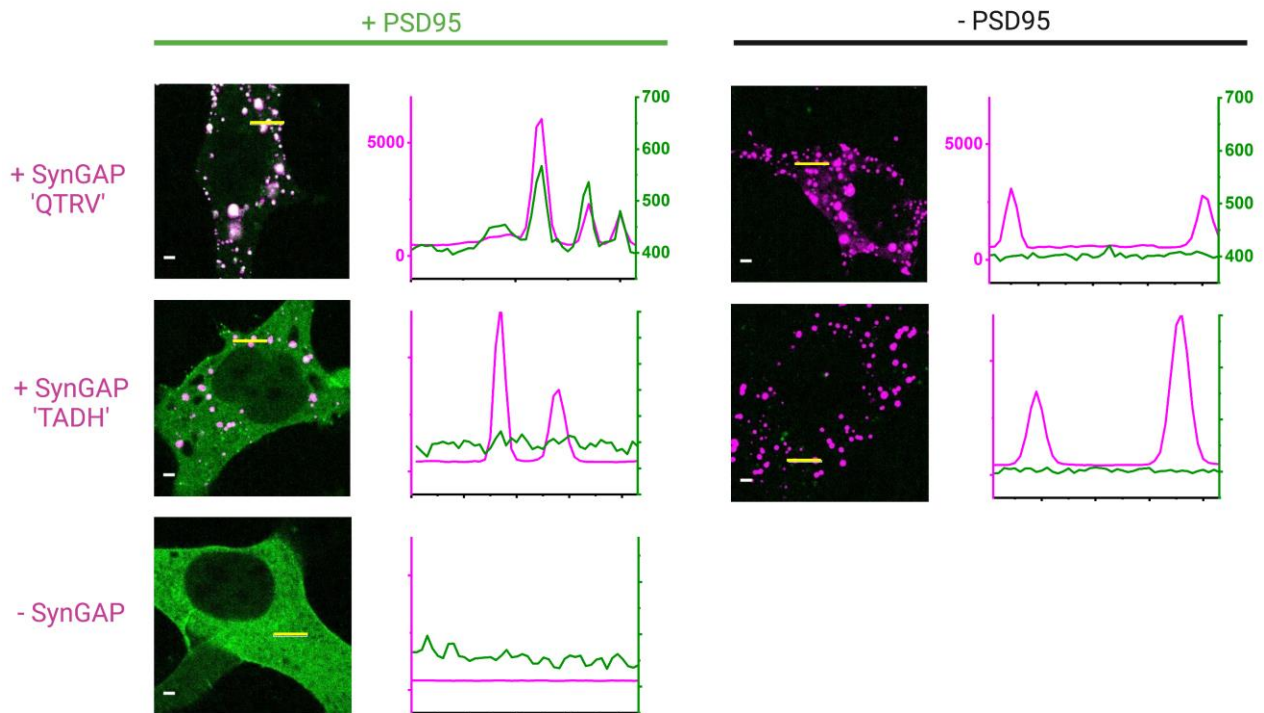 + PSD95
- PSD95
+ SynGAP
'QTRV'
5000
0
700
600
500
400
5000
0
700
600
500
400
+ SynGAP
'TADH'
- SynGAP